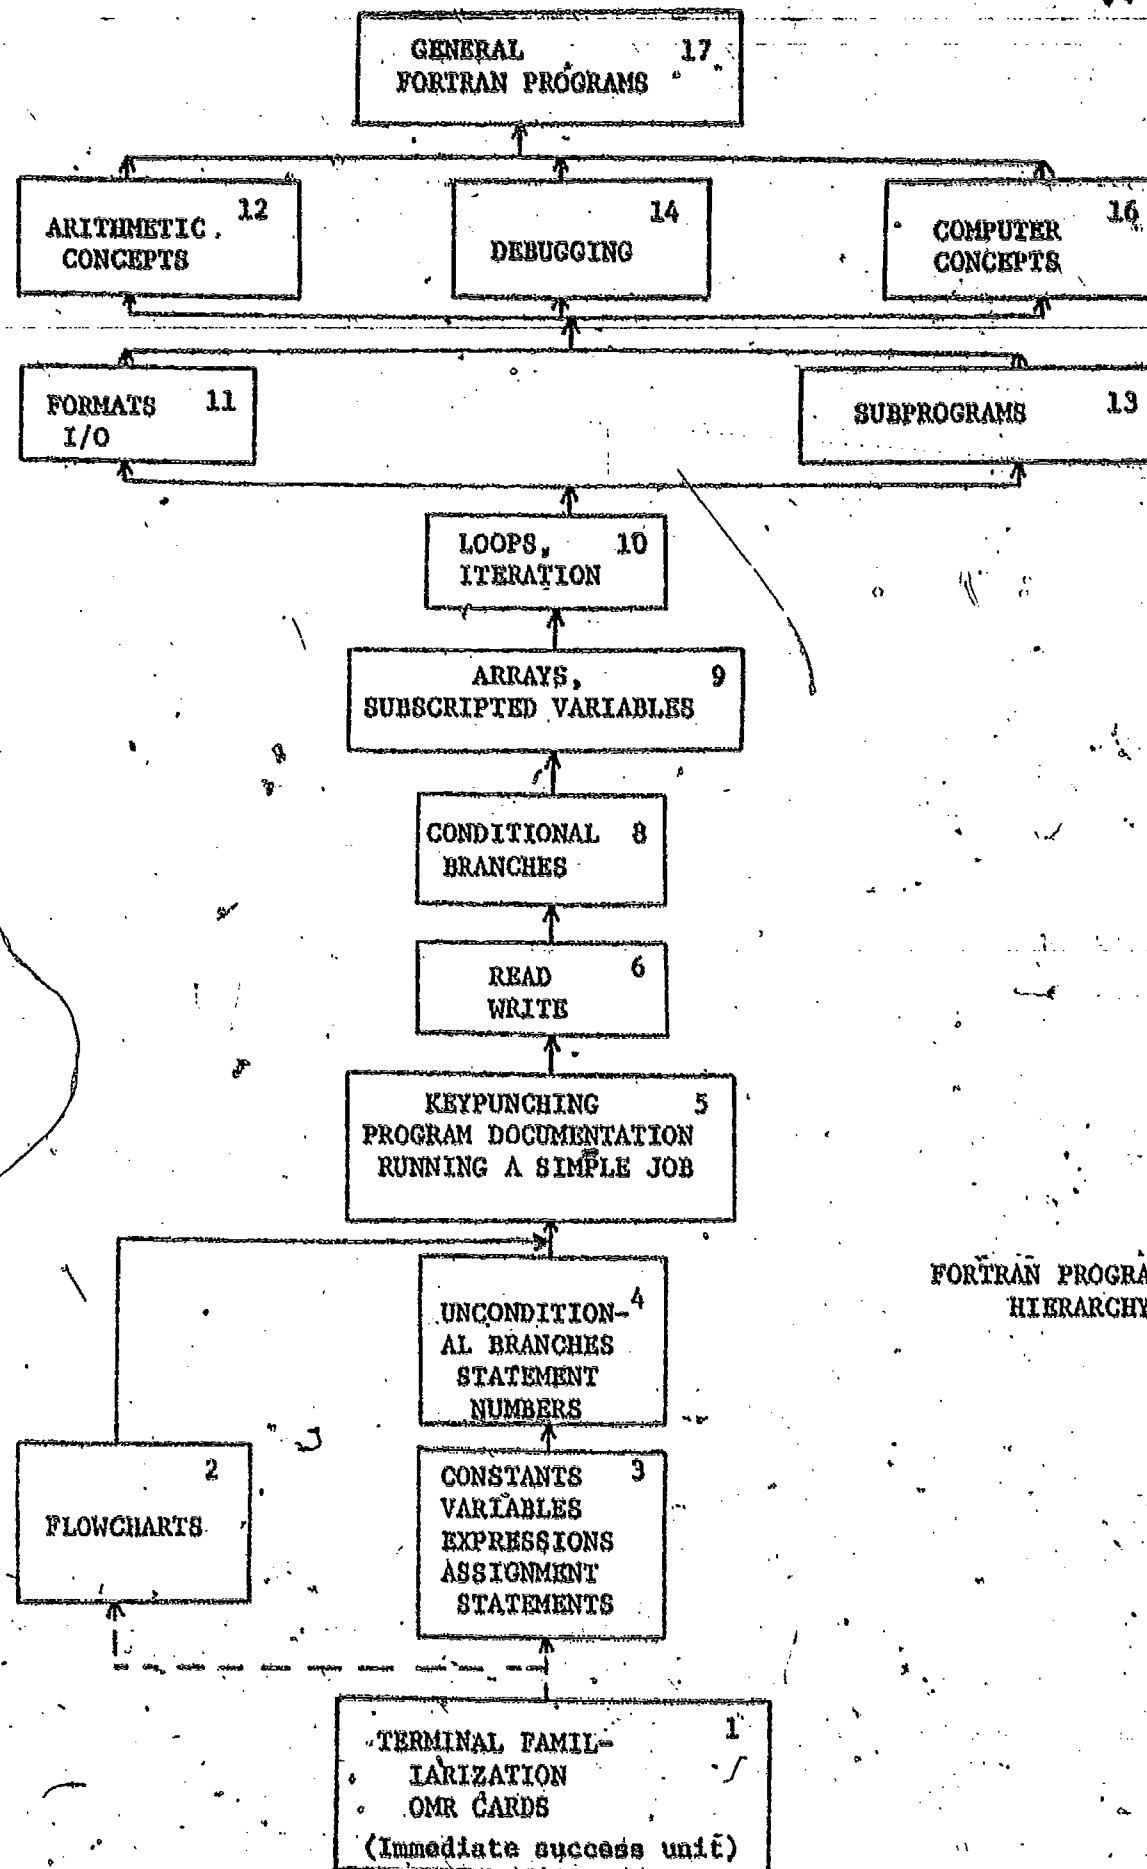 GENERAL 17
FORTRAN PROGRAMS
12
ARITHMETIC
CONCEPTS
14
DEBUGGING
16
COMPUTER
CONCEPTS
FORMATS 11
I/O
SUBPROGRAMS 13
LOOPS, 10
ITERATION
ARRAYS, 9
SUBSCRIPTED VARIABLES
CONDITIONAL 8
BRANCHES
READ 6
WRITE
KEYPUNCHING 5
PROGRAM DOCUMENTATION
RUNNING A SIMPLE JOB
UNCONDITION- 4
AL BRANCHES
STATEMENT
NUMBERS
FORTRAN PROGRA
HIERARCHY
2
FLOWCHARTS
CONSTANTS 3
VARIABLES
EXPRESSIONS
ASSIGNMENT
STATEMENTS
TERMINAL FAMIL- 1
IARIZATION
OMR CARDS
(Immediate success unit)